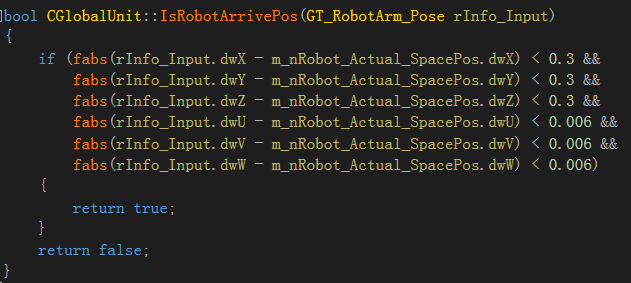 bool CGlobalUnit::IsRobotArrivePos(GT_RobotArm_Pose rInfo_Input)
{
    if (fabs(rInfo_Input.dwX - m_nRobot_Actual_SpacePos.dwX) < 0.3 &&
        fabs(rInfo_Input.dwY - m_nRobot_Actual_SpacePos.dwY) < 0.3 &&
        fabs(rInfo_Input.dwZ - m_nRobot_Actual_SpacePos.dwZ) < 0.3 &&
        fabs(rInfo_Input.dwU - m_nRobot_Actual_SpacePos.dwU) < 0.006 &&
        fabs(rInfo_Input.dwV - m_nRobot_Actual_SpacePos.dwV) < 0.006 &&
        fabs(rInfo_Input.dwW - m_nRobot_Actual_SpacePos.dwW) < 0.006)
    {
        return true;
    }
    return false;
}